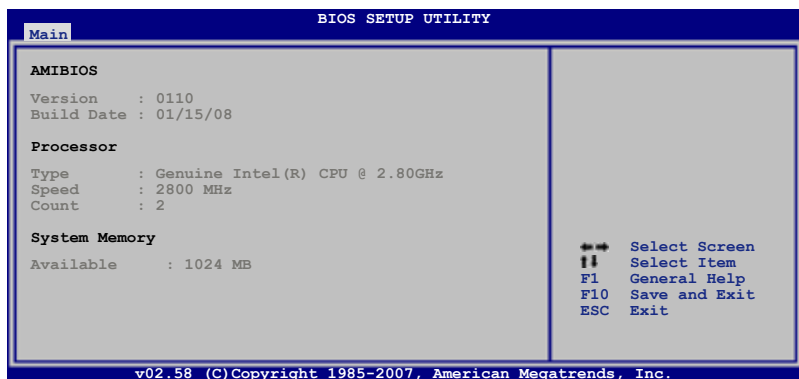 BIOS SETUP UTILITY
Main
AMIBIOS
Version : 0110
Build Date : 01/15/08
Processor
Type : Genuine Intel(R) CPU @ 2.80GHz
Speed : 2800 MHz
Count : 2
System Memory
Available : 1024 MB
Select Screen
Select Item
F1 General Help
F10 Save and Exit
ESC Exit
v02.58 (C)Copyright 1985-2007, American Megatrends, Inc.